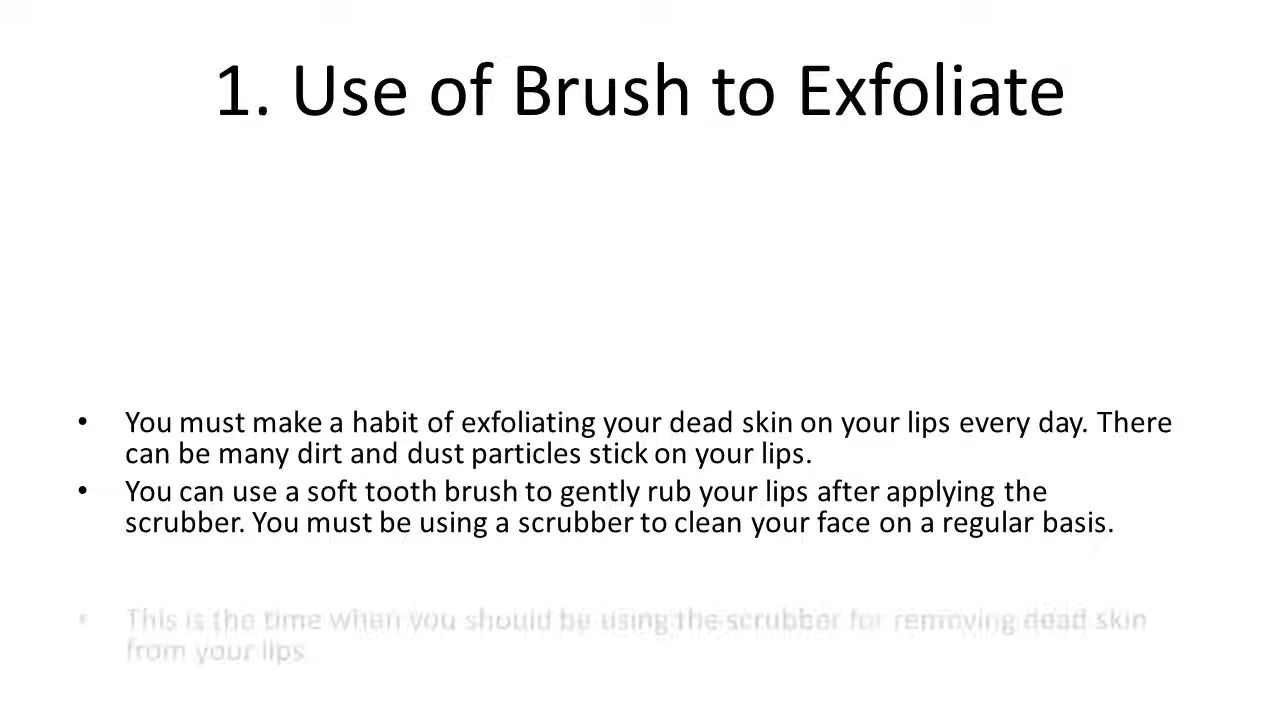 1. Use of Brush to Exfoliate
• You must make a habit of exfoliating your dead skin on your lips every day. There
can be many dirt and dust particles stick on your lips.
• You can use a soft tooth brush to gently rub your lips after applying the
scrubber. You must be using a scrubber to clean your face on a regular basis.
• This is the time when you should be using the scrubber for removing dead skin
from your lips.